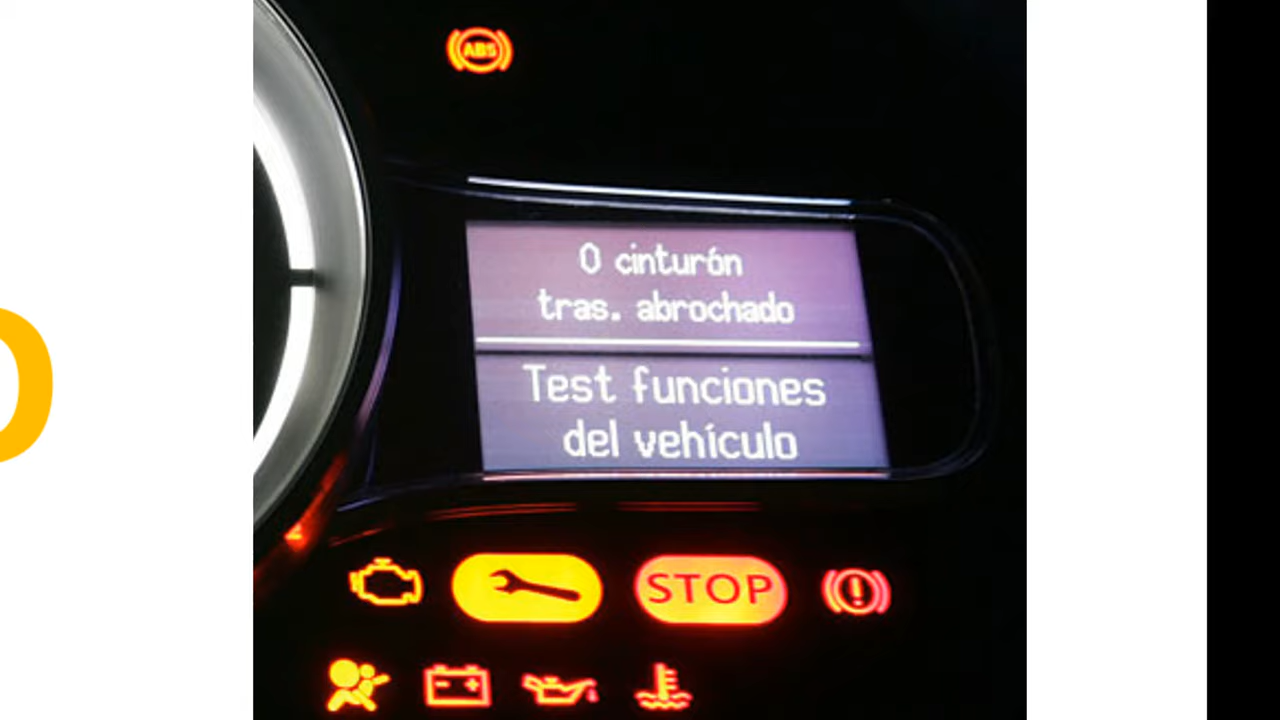 ABS
0 cinturón
tras. abrochado
Test funciones
del vehículo
STOP